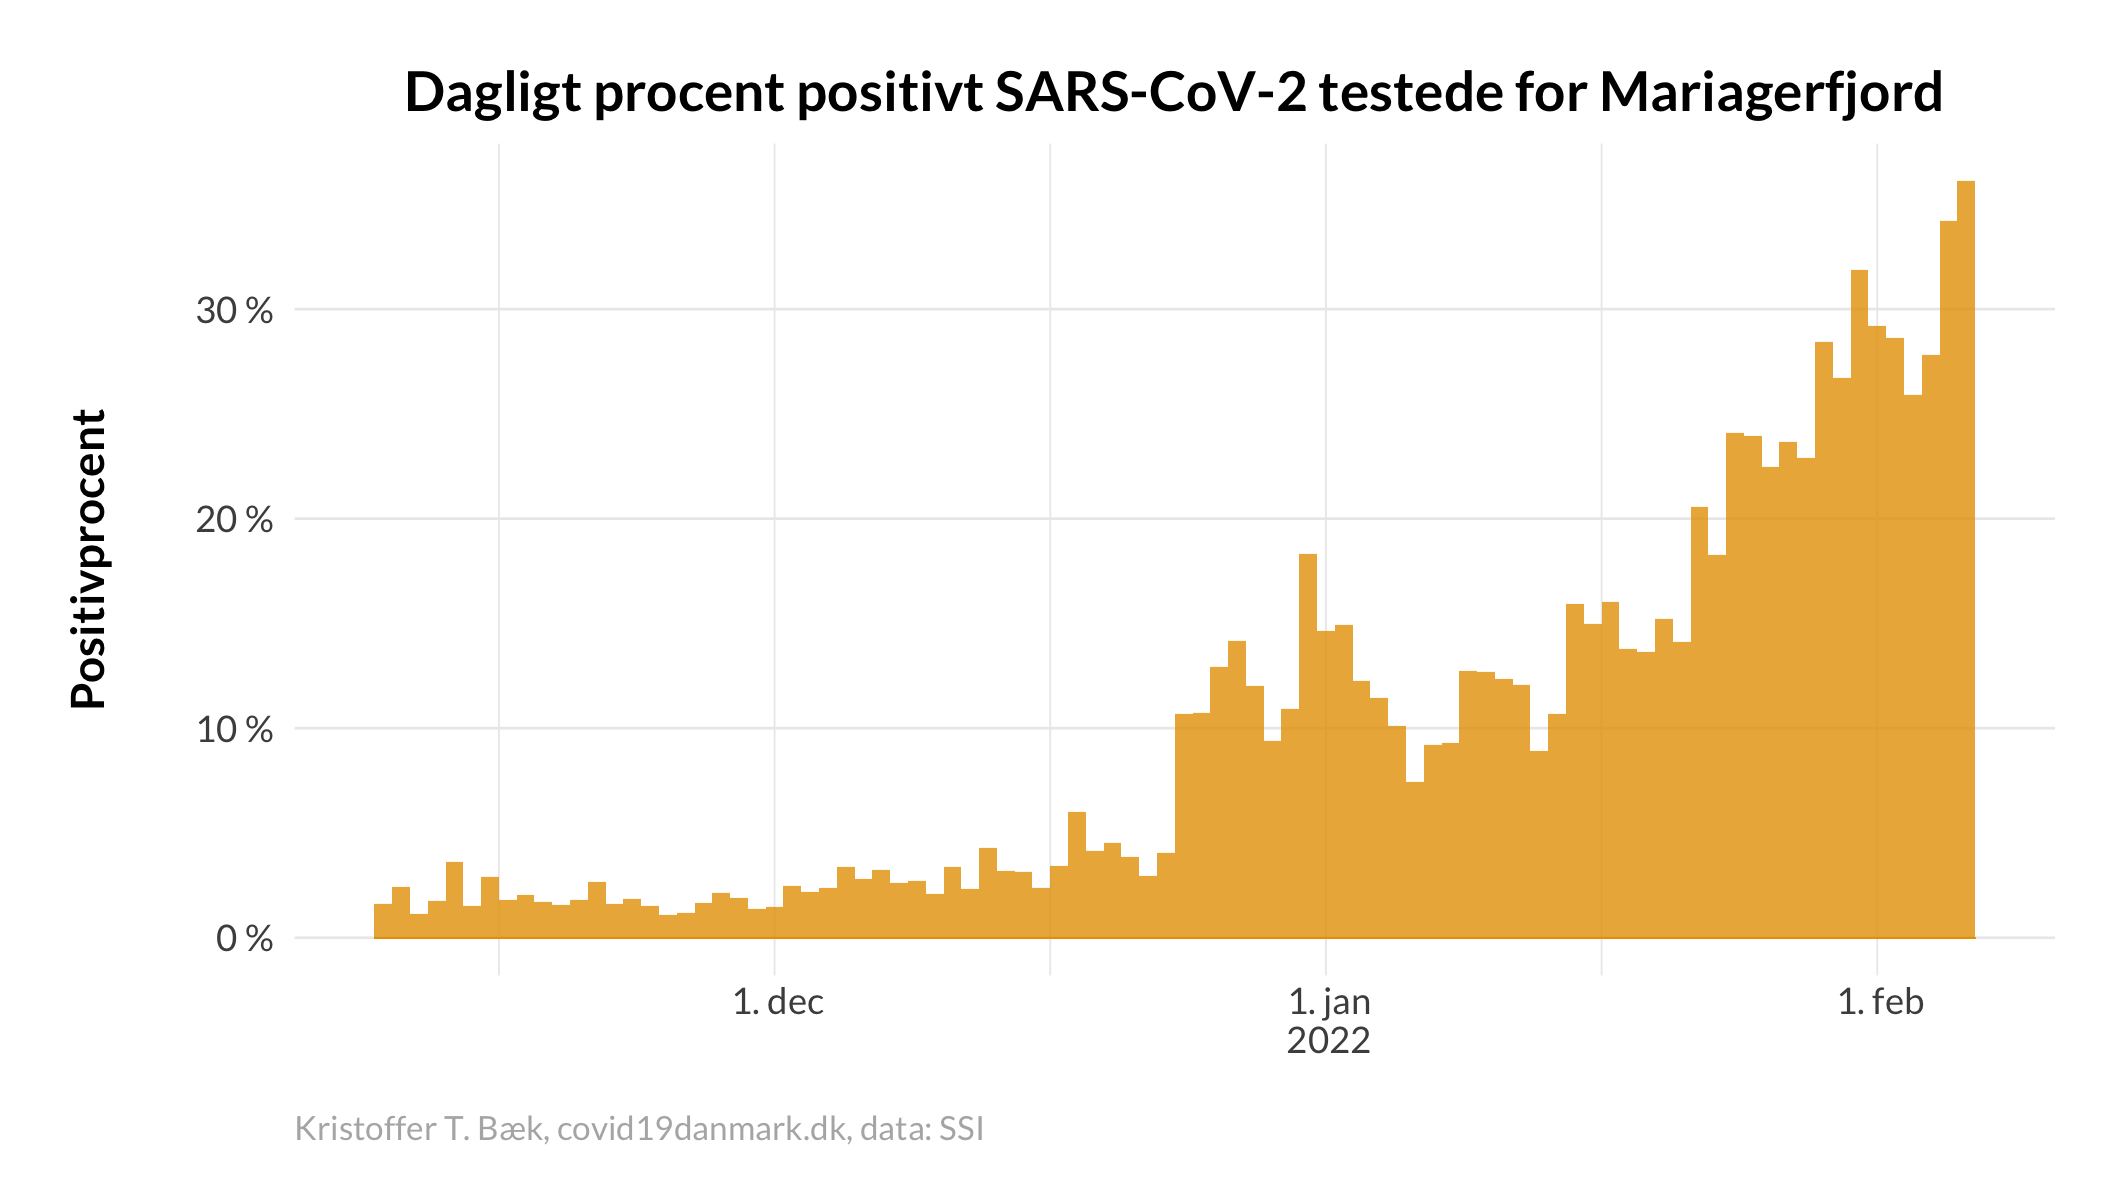 Dagligt procent positivt SARS-CoV-2 testede for Mariagerfjord
Positivprocent
30 %
20 %
10 %
0 %
1. dec
1. jan
2022
1. feb
Kristoffer T. Bæk, covid19danmark.dk, data: SSI